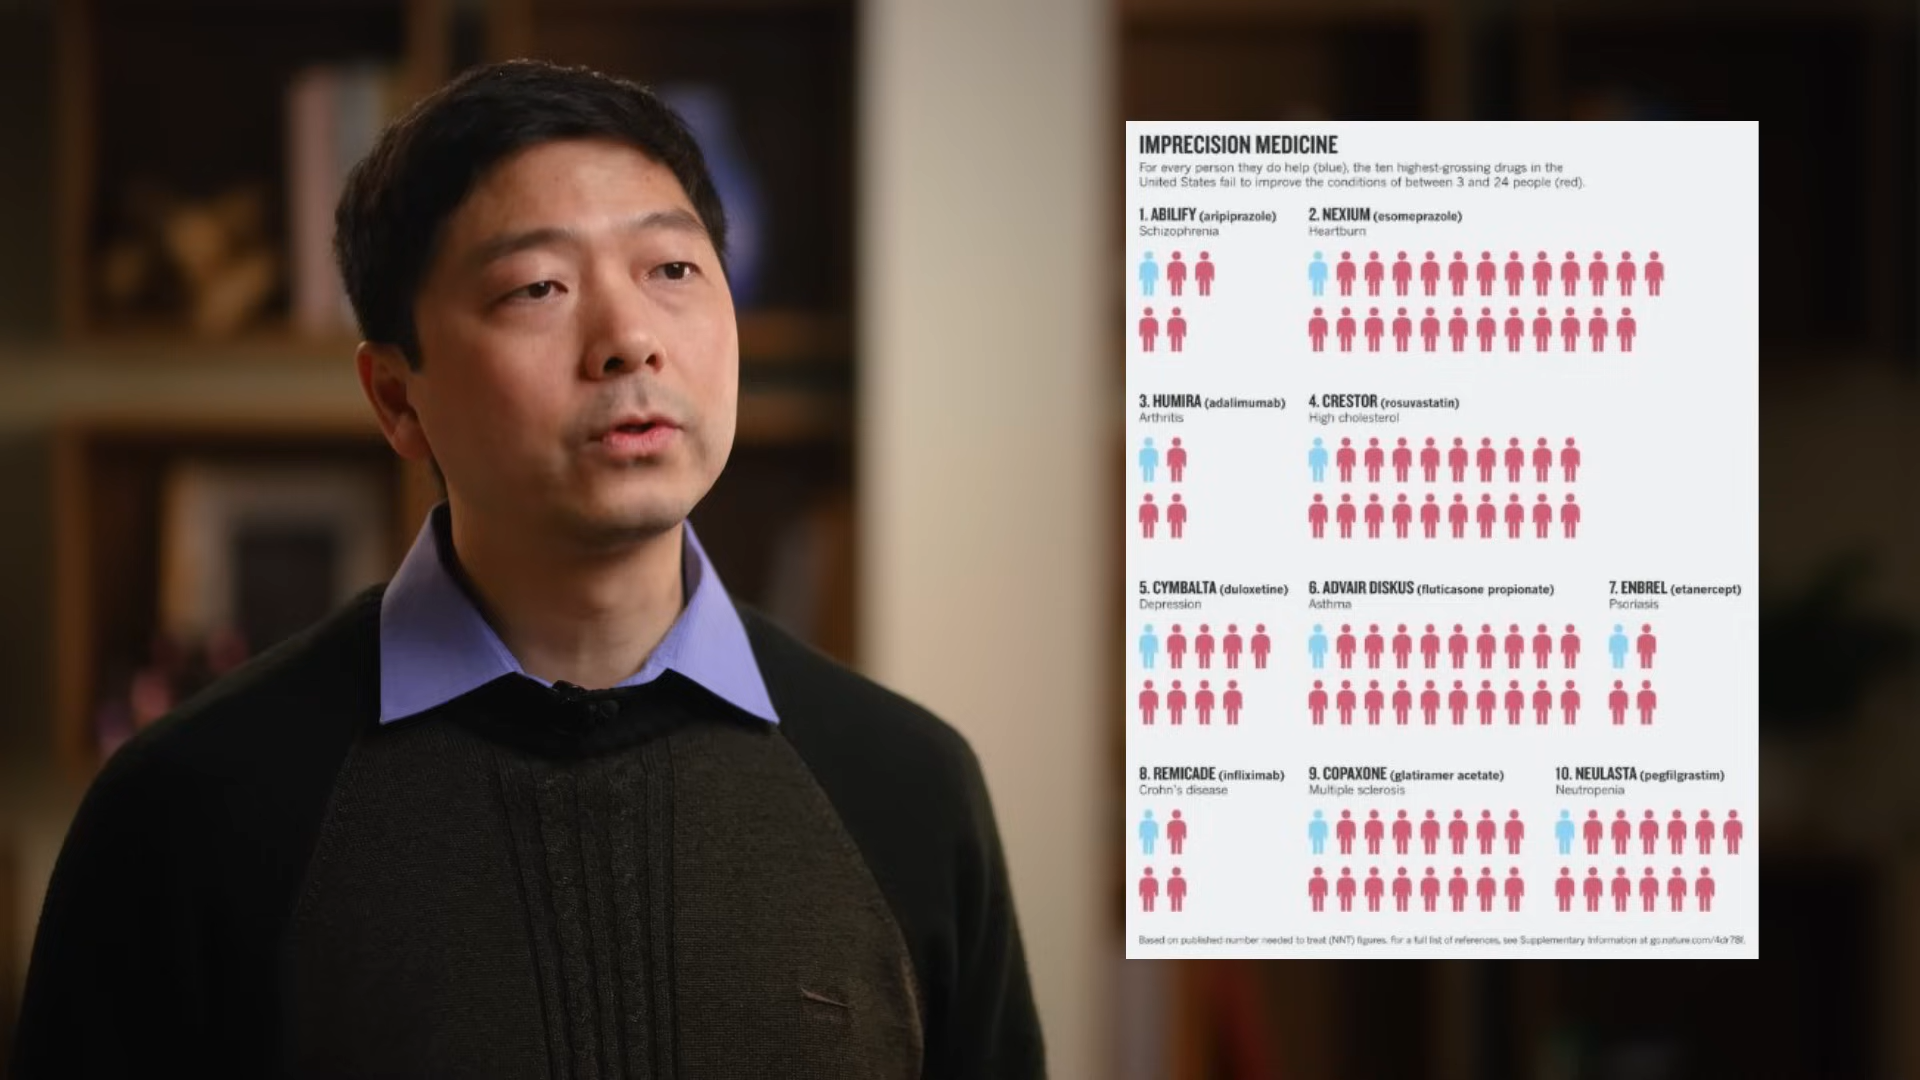 IMPRECISION MEDICINE
For every person they do help (blue), the ten highest-grossing drugs in the
United States fail to improve the conditions of between 3 and 24 people (red).
1. ABILIFY (aripiprazole)
Schizophrenia
2. NEXIUM (esomeprazole)
Heartburn
3. HUMIRA (adalimumab)
Arthritis
4. CRESTOR (rosuvastatin)
High cholesterol
5. CYMBALTA (duloxetine)
Depression
6. ADVAIR DISKUS (fluticasone propionate)
Asthma
7. ENBREL (etanercept)
Psoriasis
8. REMICADE (infliximab)
Crohn's disease
9. COPAXONE (glatiramer acetate)
Multiple sclerosis
10. NEULASTA (pegfilgrastim)
Neutropenia
Based on published number needed to treat (NNT) figures. For a full list of references, see Supplementary Information at